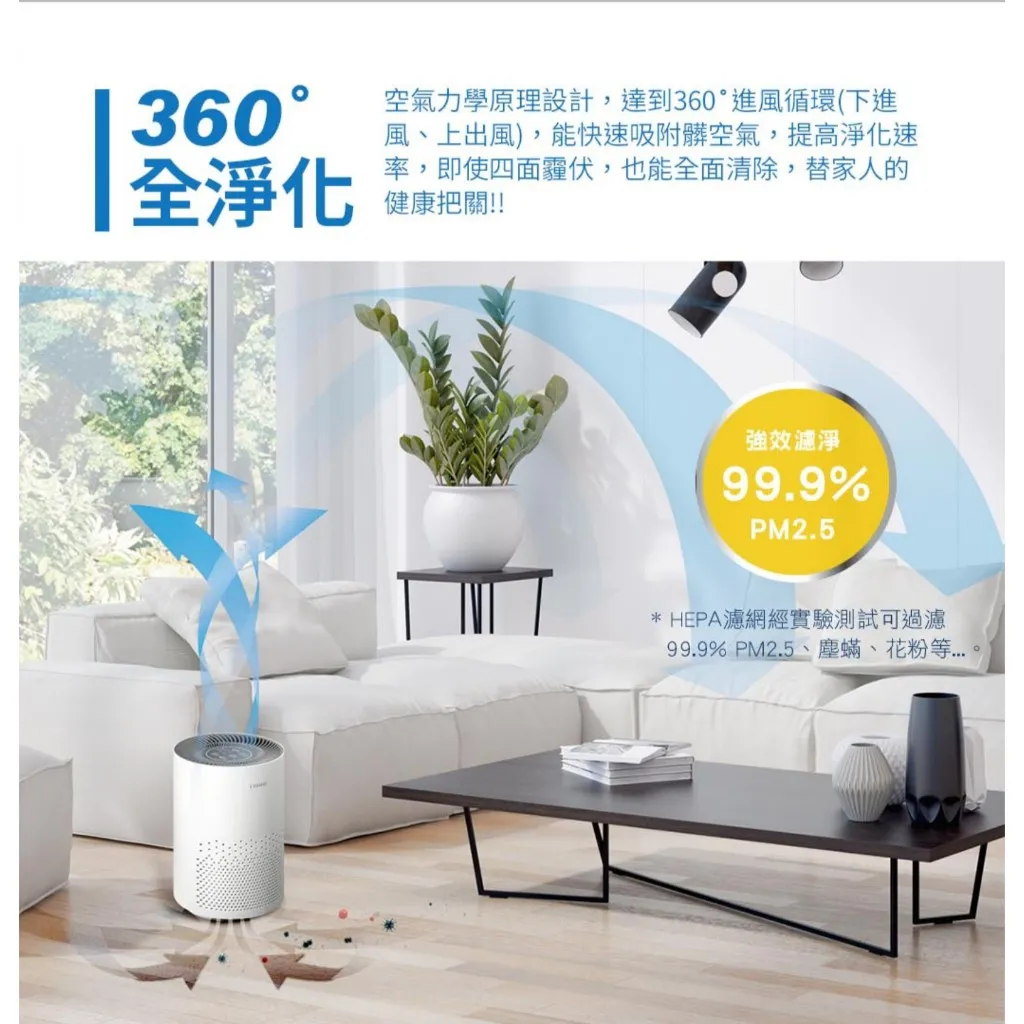 360°
全淨化
空氣力學原理設計，達到360°進風循環(下進
風、上出風)，能快速吸附髒空氣，提高淨化速
率，即使四面霾伏，也能全面清除，替家人的
健康把關!!
強效濾淨
99.9%
PM2.5
* HEPA濾網經實驗測試可過濾
99.9% PM2.5、塵蟎、花粉等...。